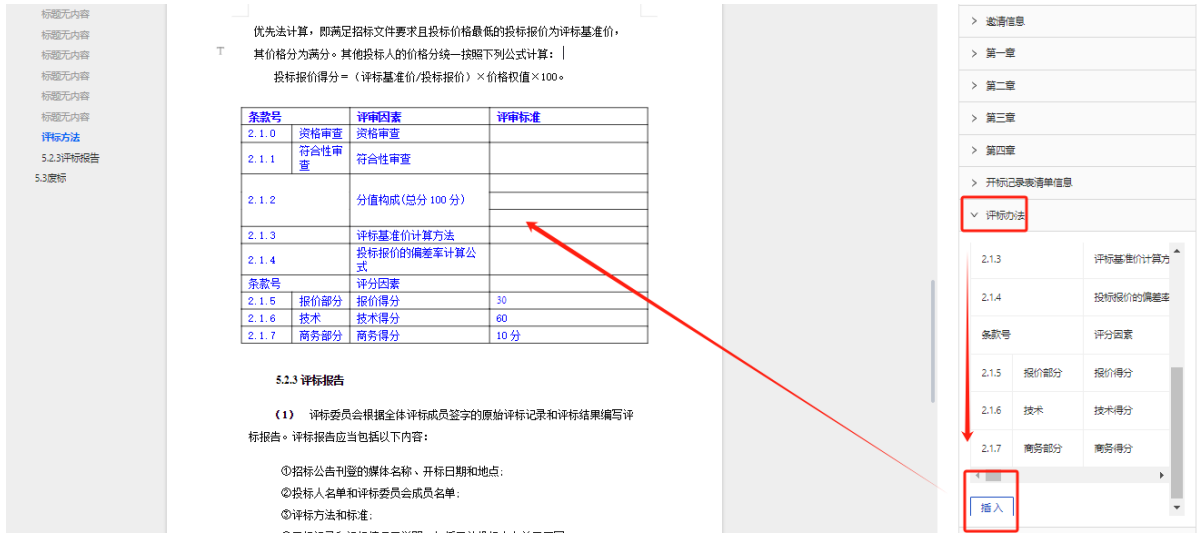 标题无内容
标题无内容
标题无内容
标题无内容
标题无内容
标题无内容
评标方法
5.2.3评标报告
5.3废标
优先法计算，即满足招标文件要求且投标价格最低的投标报价为评标基准价，
其价格分为满分。其他投标人的价格分统一按照下列公式计算：
投标报价得分＝（评标基准价/投标报价）×价格权值×100。
条款号 评审因素 评审标准
2.1.0 资格审查 资格审查
2.1.1 符合性审查 符合性审查
2.1.2 分值构成(总分 100 分)
2.1.3 评标基准价计算方法
2.1.4 投标报价的偏差率计算公式
条款号 评分因素
2.1.5 报价部分 报价得分 30
2.1.6 技术 技术得分 60
2.1.7 商务部分 商务得分 10 分
5.2.3 评标报告
（1） 评标委员会根据全体评标成员签字的原始评标记录和评标结果编写评
标报告。评标报告应当包括以下内容：
①招标公告刊登的媒体名称、开标日期和地点;
②投标人名单和评标委员会成员名单;
③评标方法和标准;
邀请信息
第一章
第二章
第三章
第四章
开标记录表清单信息
评标办法
2.1.3 评标基准价计算方
2.1.4 投标报价的偏差率
条款号 评分因素
2.1.5 报价部分 报价得分
2.1.6 技术 技术得分
2.1.7 商务部分 商务得分
插入